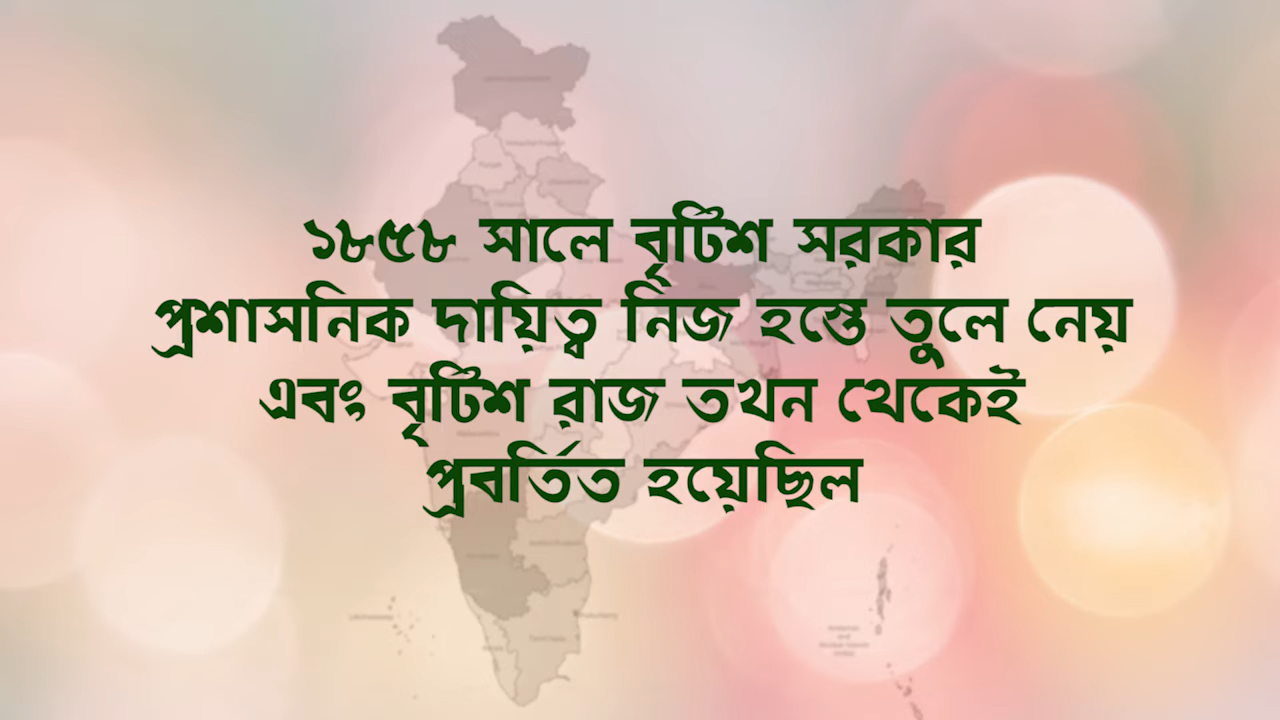 ১৮৫৮ সালে বৃটিশ সরকার
প্রশাসনিক দায়িত্ব নিজ হস্তে তুলে নেয়
এবং বৃটিশ রাজ তখন থেকেই
প্রবর্তিত হয়েছিল